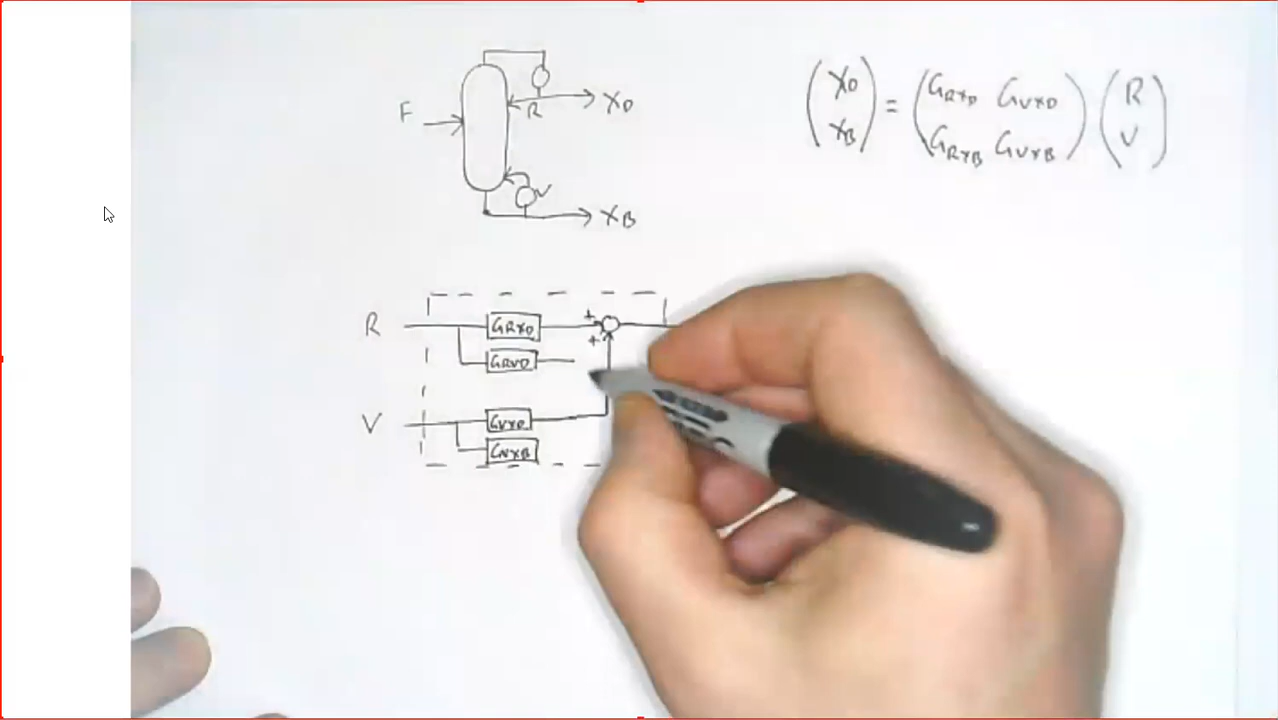 F
R
XD
V
XB
(XD XB) = (GRXD GVXD GRXB GVXB) (R V)
R
GRXD
+
+
GRVD
V
GVXD
GVXB